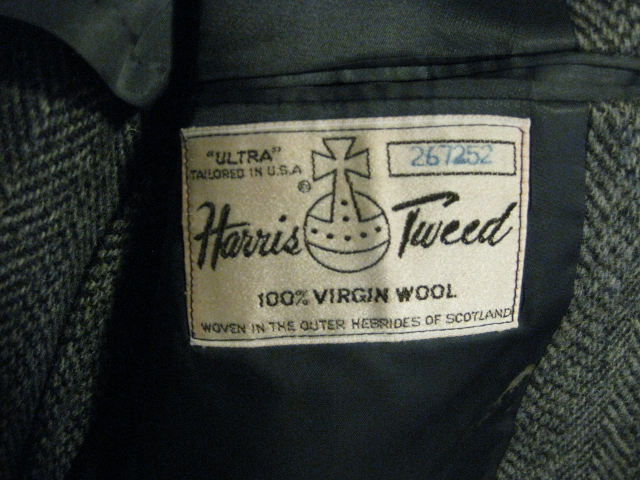 "ULTRA"
TAILORED IN U.S.A
267252
®
Harris Tweed
100% VIRGIN WOOL
WOVEN IN THE OUTER HEBRIDES OF SCOTLAND